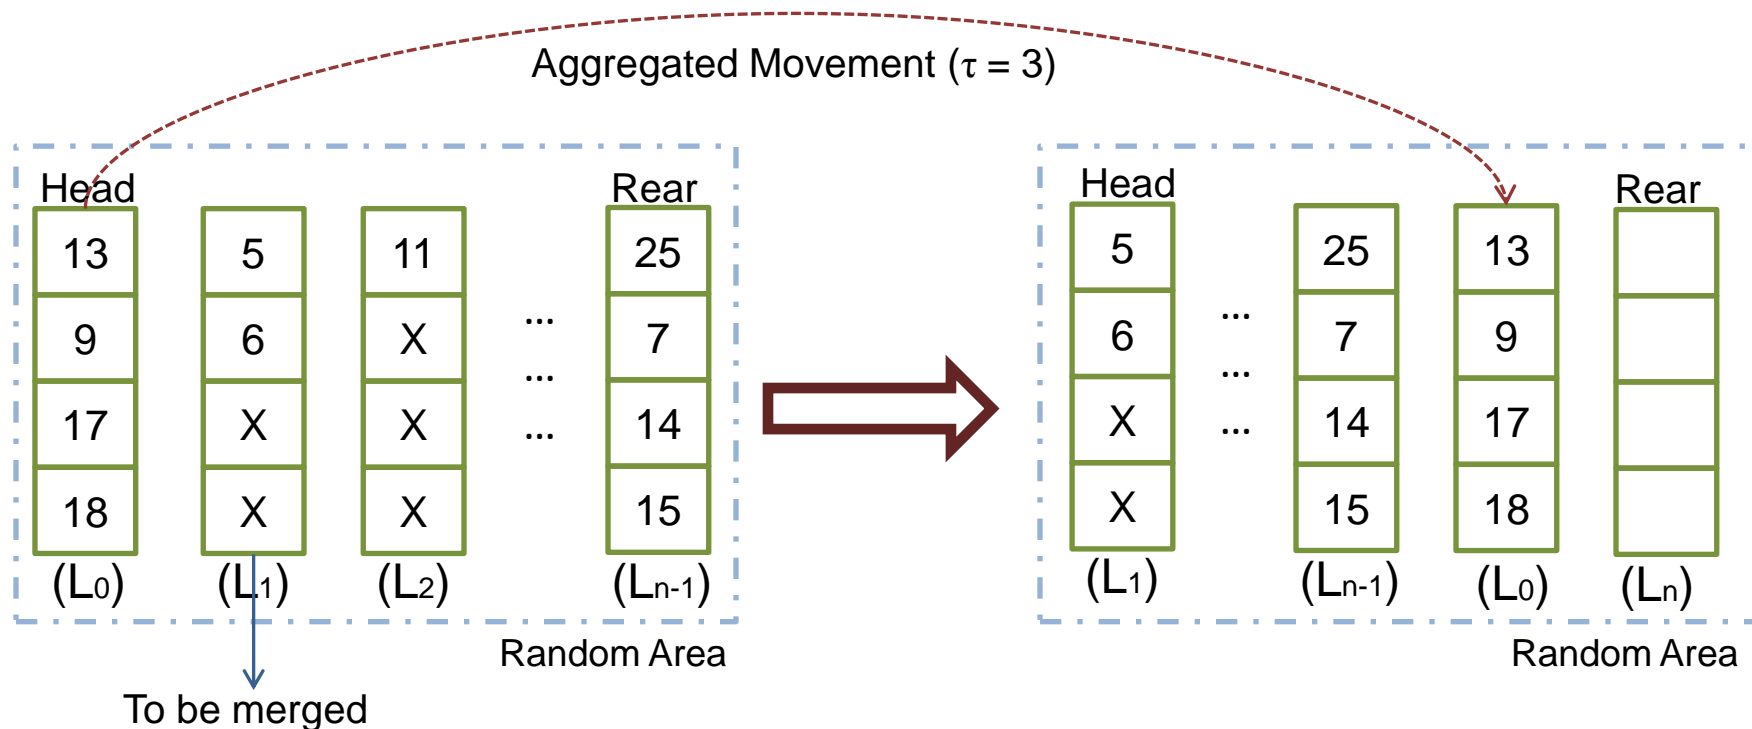 Aggregated Movement (τ = 3)
Head Rear
13 5 11 25
9 6 X ... 7
...
17 X X ... 14
18 X X 15
(L0) (L1) (L2) (Ln-1)
Random Area
To be merged
Head Rear
5 25 13
6 ... 7 9
...
X ... 14 17
X 15 18
(L1) (Ln-1) (L0) (Ln)
Random Area